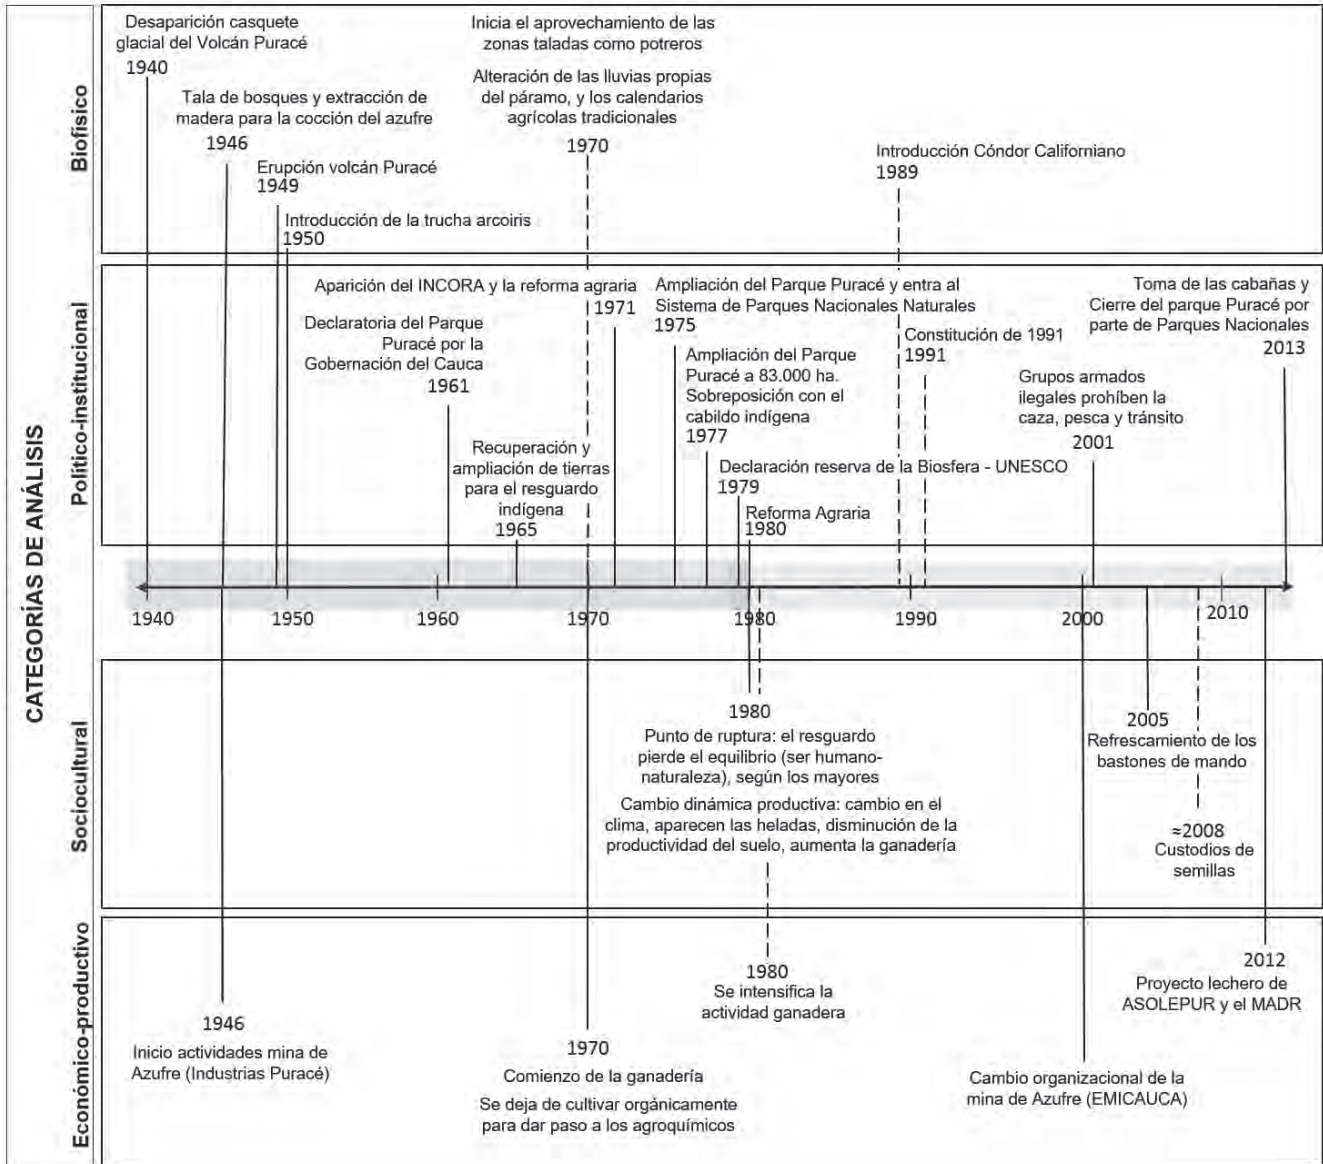 CATEGORÍAS DE ANÁLISIS
Biofísico
Desaparición casquete
glacial del Volcán Puracé
1940
Tala de bosques y extracción de
madera para la cocción del azufre
1946
Erupción volcán Puracé
1949
Introducción de la trucha arcoiris
1950
Inicia el aprovechamiento de las
zonas taladas como potreros
Alteración de las lluvias propias
del páramo, y los calendarios
agrícolas tradicionales
1970
Introducción Cóndor Californiano
1989
Político-institucional
Aparición del INCORA y la reforma agraria
1971
Declaratoria del Parque
Puracé por la
Gobernación del Cauca
1961
Recuperación y
ampliación de tierras
para el resguardo
indígena
1965
Ampliación del Parque Puracé y entra al
Sistema de Parques Nacionales Naturales
1975
Ampliación del Parque
Puracé a 83.000 ha.
Sobreposición con el
cabildo indígena
1977
Declaración reserva de la Biosfera - UNESCO
1979
Reforma Agraria
1980
Constitución de 1991
1991
Grupos armados
ilegales prohíben la
caza, pesca y tránsito
2001
Toma de las cabañas y
Cierre del parque Puracé por
parte de Parques Nacionales
2013
1940
1950
1960
1970
1980
1990
2000
2010
Sociocultural
1980
Punto de ruptura: el resguardo
pierde el equilibrio (ser humano-
naturaleza), según los mayores
Cambio dinámica productiva: cambio en el
clima, aparecen las heladas, disminución de la
productividad del suelo, aumenta la ganadería
2005
Refrescamiento de los
bastones de mando
≈2008
Custodios de
semillas
Económico-productivo
1946
Inicio actividades mina de
Azufre (Industrias Puracé)
1970
Comienzo de la ganadería
Se deja de cultivar orgánicamente
para dar paso a los agroquímicos
1980
Se intensifica la
actividad ganadera
Cambio organizacional de la
mina de Azufre (EMICAUCA)
2012
Proyecto lechero de
ASOLEPUR y el MADR